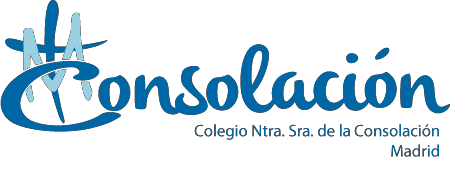 Consolación
Colegio Ntra. Sra. de la Consolación
Madrid